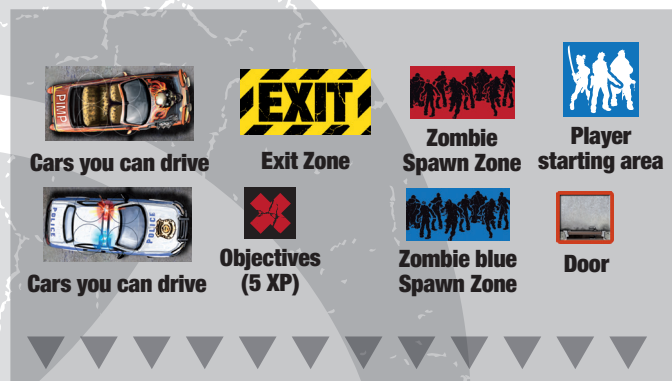 PIMP
EXIT
Cars you can drive
Exit Zone
Zombie
Spawn Zone
Player
starting area
POLICE
POLICE
Cars you can drive
Objectives
(5 XP)
Zombie blue
Spawn Zone
Door